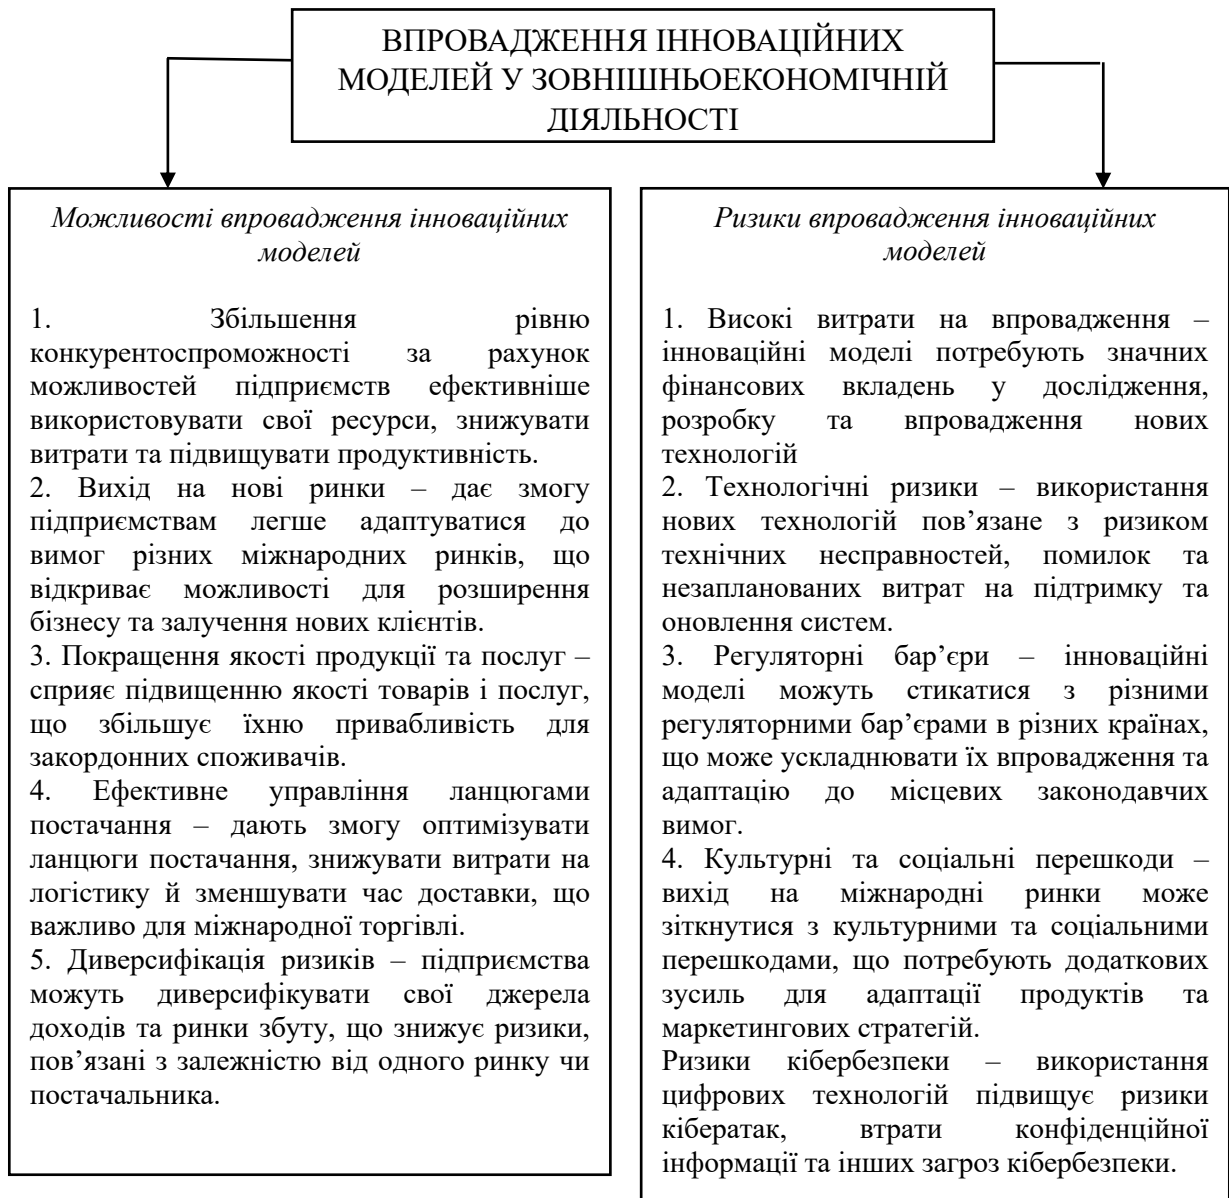 ВПРОВАДЖЕННЯ ІННОВАЦІЙНИХ
МОДЕЛЕЙ У ЗОВНІШНЬОЕКОНОМІЧНІЙ
ДІЯЛЬНОСТІ
Можливості впровадження інноваційних
моделей
1. Збільшення рівню
конкурентоспроможності за рахунок
можливостей підприємств ефективніше
використовувати свої ресурси, знижувати
витрати та підвищувати продуктивність.
2. Вихід на нові ринки – дає змогу
підприємствам легше адаптуватися до
вимог різних міжнародних ринків, що
відкриває можливості для розширення
бізнесу та залучення нових клієнтів.
3. Покращення якості продукції та послуг –
сприяє підвищенню якості товарів і послуг,
що збільшує їхню привабливість для
закордонних споживачів.
4. Ефективне управління ланцюгами
постачання – дають змогу оптимізувати
ланцюги постачання, знижувати витрати на
логістику й зменшувати час доставки, що
важливо для міжнародної торгівлі.
5. Диверсифікація ризиків – підприємства
можуть диверсифікувати свої джерела
доходів та ринки збуту, що знижує ризики,
пов’язані з залежністю від одного ринку чи
постачальника.
Ризики впровадження інноваційних
моделей
1. Високі витрати на впровадження –
інноваційні моделі потребують значних
фінансових вкладень у дослідження,
розробку та впровадження нових
технологій
2. Технологічні ризики – використання
нових технологій пов’язане з ризиком
технічних несправностей, помилок та
незапланованих витрат на підтримку та
оновлення систем.
3. Регуляторні бар’єри – інноваційні
моделі можуть стикатися з різними
регуляторними бар’єрами в різних країнах,
що може ускладнювати їх впровадження та
адаптацію до місцевих законодавчих
вимог.
4. Культурні та соціальні перешкоди –
вихід на міжнародні ринки може
зіткнутися з культурними та соціальними
перешкодами, що потребують додаткових
зусиль для адаптації продуктів та
маркетингових стратегій.
Ризики кібербезпеки – використання
цифрових технологій підвищує ризики
кібератак, втрати конфіденційної
інформації та інших загроз кібербезпеки.